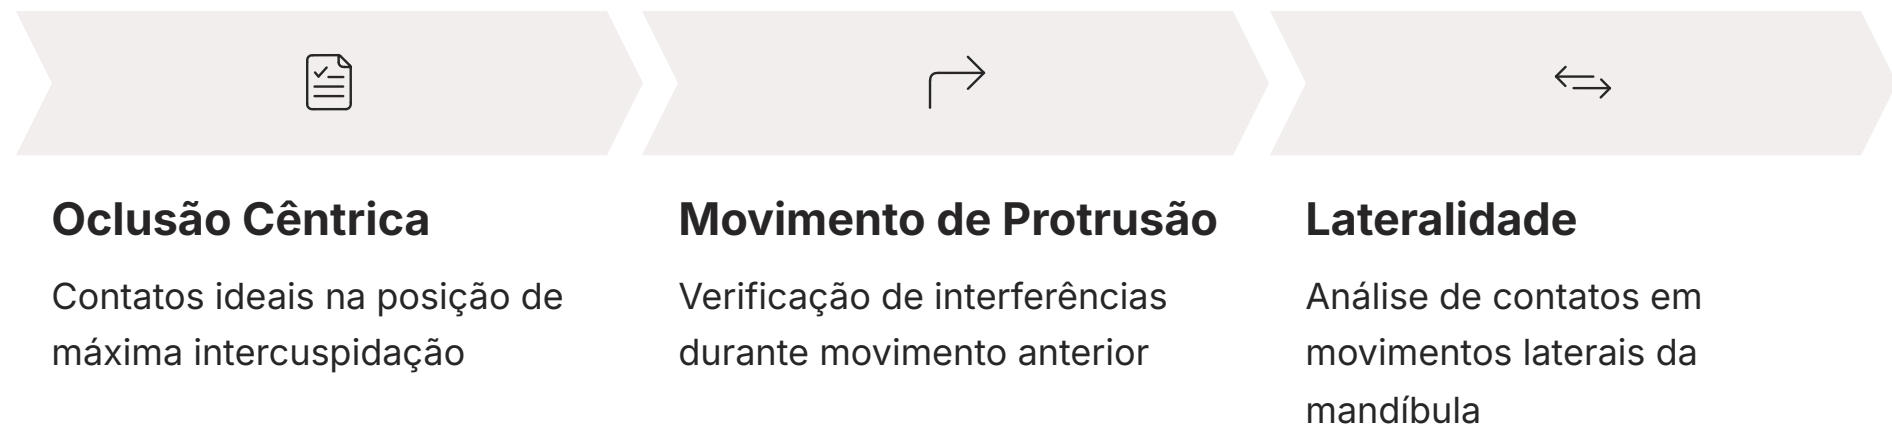 Oclusão Cêntrica
Contatos ideais na posição de
máxima intercuspidação
Movimento de Protrusão
Verificação de interferências
durante movimento anterior
Lateralidade
Análise de contatos em
movimentos laterais da
mandíbula